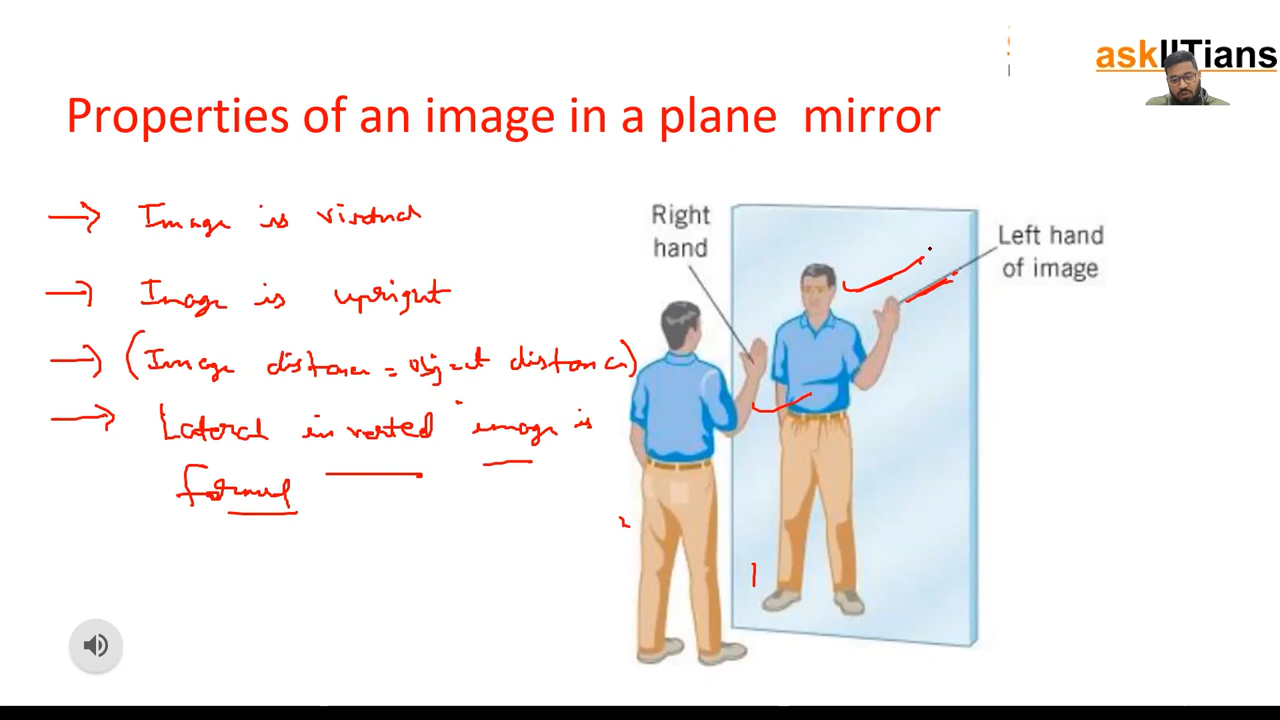 askIITians
Properties of an image in a plane mirror
→ Image is virtual
→ Image is upright
→ (Image distance = object distance)
→ Lateral inverted image is
formed
Right
hand
Left hand
of image